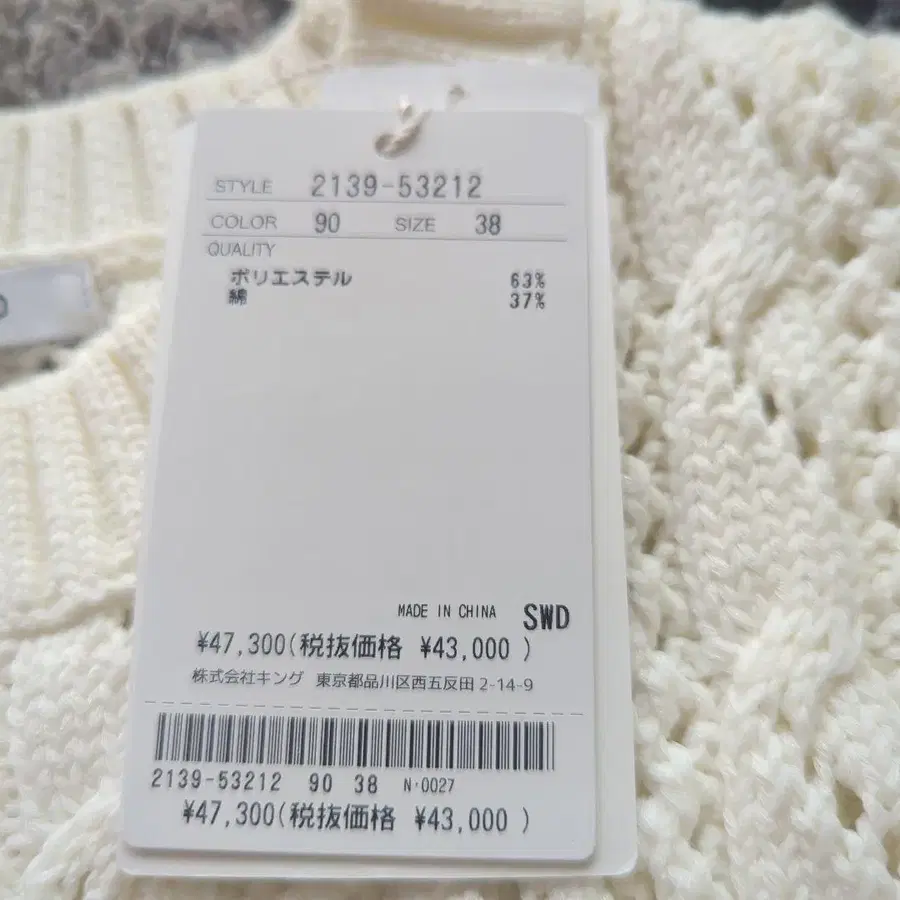 STYLE 2139-53212
COLOR 90 SIZE 38
QUALITY
ポリエステル 63%
綿 37%
MADE IN CHINA SWD
¥47,300(税抜価格 ¥43,000 )
株式会社キング 東京都品川区西五反田 2-14-9
2139-53212 90 38 N·0027
¥47,300(税抜価格 ¥43,000 )